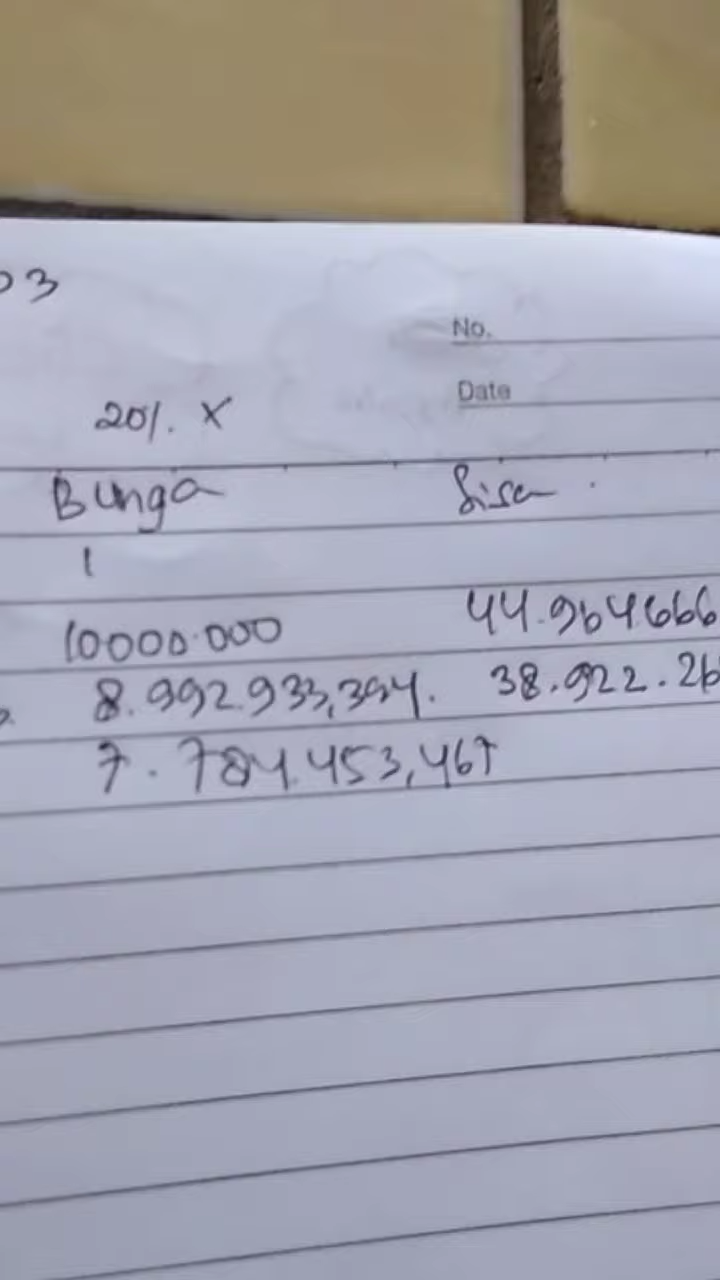 03
No.
Date
20%. X
Bunga Sisa
1
10000.000 44.964666
8.992.933,394. 38.922.26
7.784.453,467